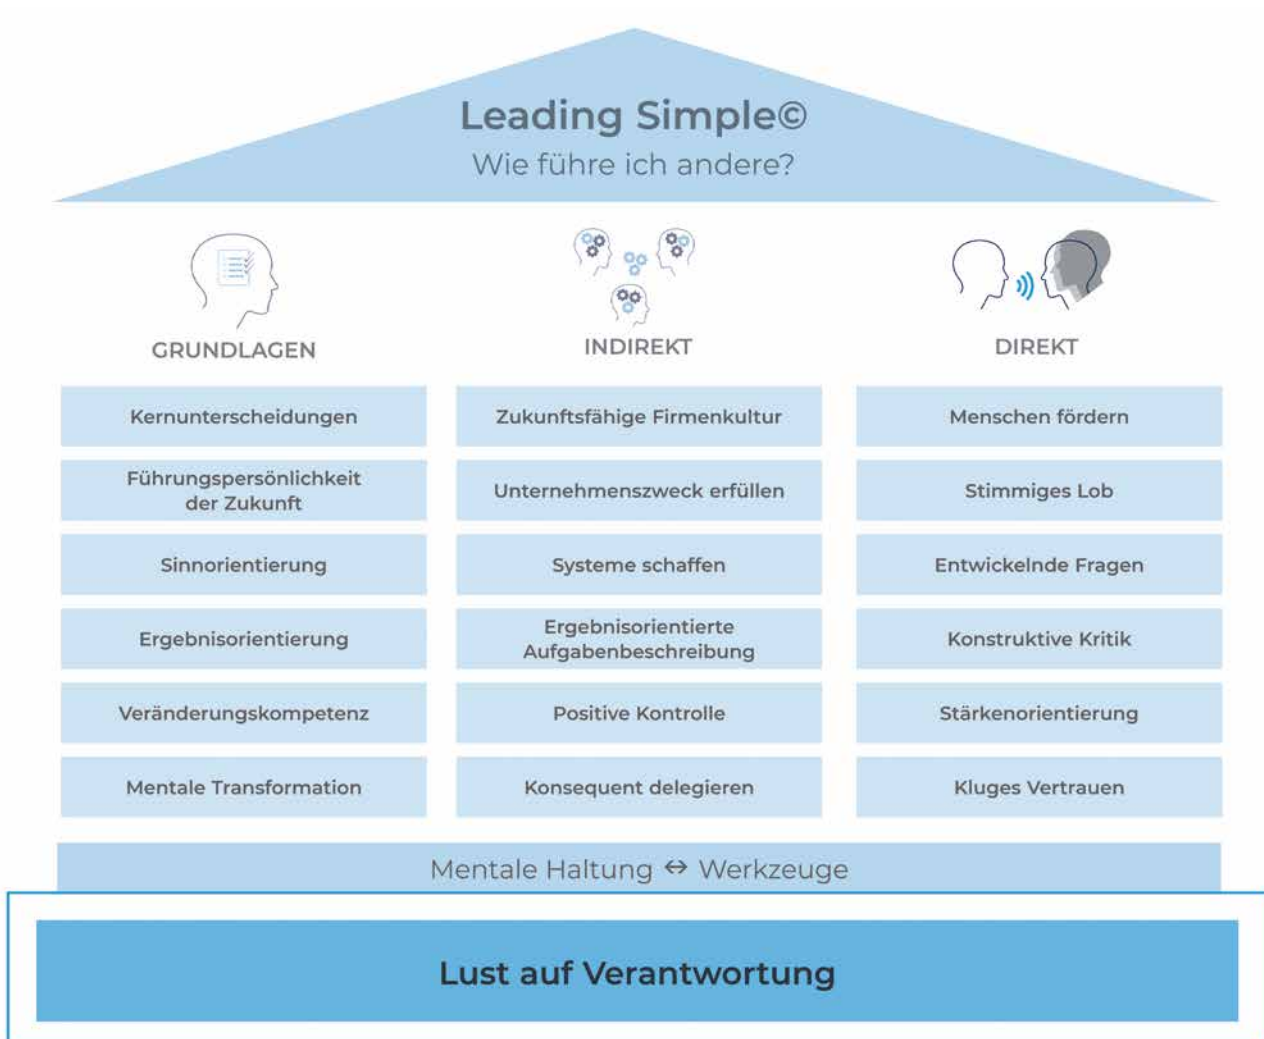 Leading Simple©
Wie führe ich andere?
GRUNDLAGEN
Kernunterscheidungen
Führungspersönlichkeit
der Zukunft
Sinnorientierung
Ergebnisorientierung
Veränderungskompetenz
Mentale Transformation
INDIREKT
Zukunftsfähige Firmenkultur
Unternehmenszweck erfüllen
Systeme schaffen
Ergebnisorientierte
Aufgabenbeschreibung
Positive Kontrolle
Konsequent delegieren
DIREKT
Menschen fördern
Stimmiges Lob
Entwickelnde Fragen
Konstruktive Kritik
Stärkenorientierung
Kluges Vertrauen
Mentale Haltung ↔ Werkzeuge
Lust auf Verantwortung